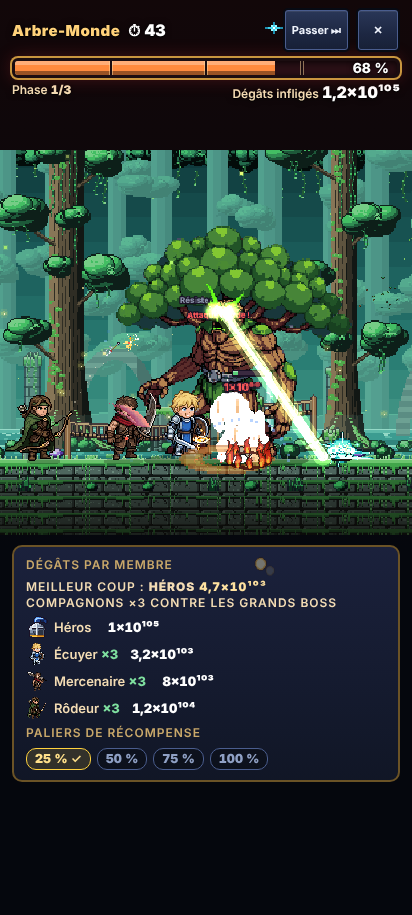 Arbre-Monde ⏱ 43
Passer ⏭
×
68 %
Phase 1/3
Dégâts infligés 1,2×10¹⁰⁵
Résiste
DÉGÂTS PAR MEMBRE
MEILLEUR COUP : HÉROS 4,7×10¹⁰³
COMPAGNONS ×3 CONTRE LES GRANDS BOSS
Héros 1×10¹⁰⁵
Écuyer ×3 3,2×10¹⁰³
Mercenaire ×3 8×10¹⁰³
Rôdeur ×3 1,2×10¹⁰⁴
PALIERS DE RÉCOMPENSE
25 % ✓ 50 % 75 % 100 %